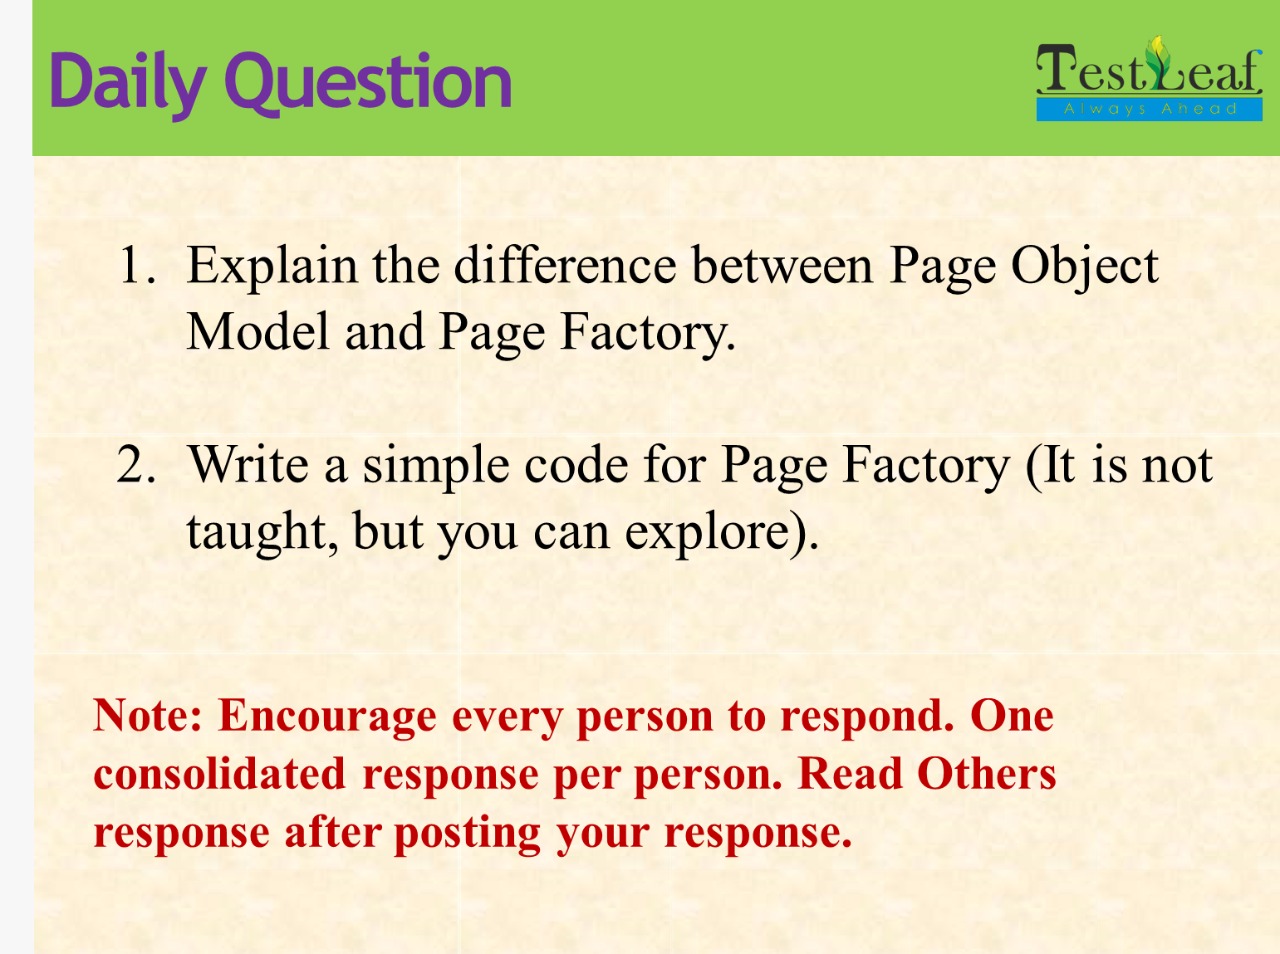 Daily Question
TestLeaf
Always Ahead
1. Explain the difference between Page Object
Model and Page Factory.
2. Write a simple code for Page Factory (It is not
taught, but you can explore).
Note: Encourage every person to respond. One
consolidated response per person. Read Others
response after posting your response.